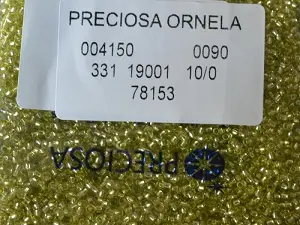 PRECIOSA ORNELA
004150 0090
331 19001 10/0
78153
PRECIOSA